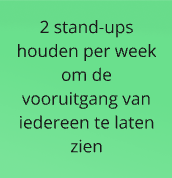 2 stand-ups
houden per week
om de
vooruitgang van
iedereen te laten
zien